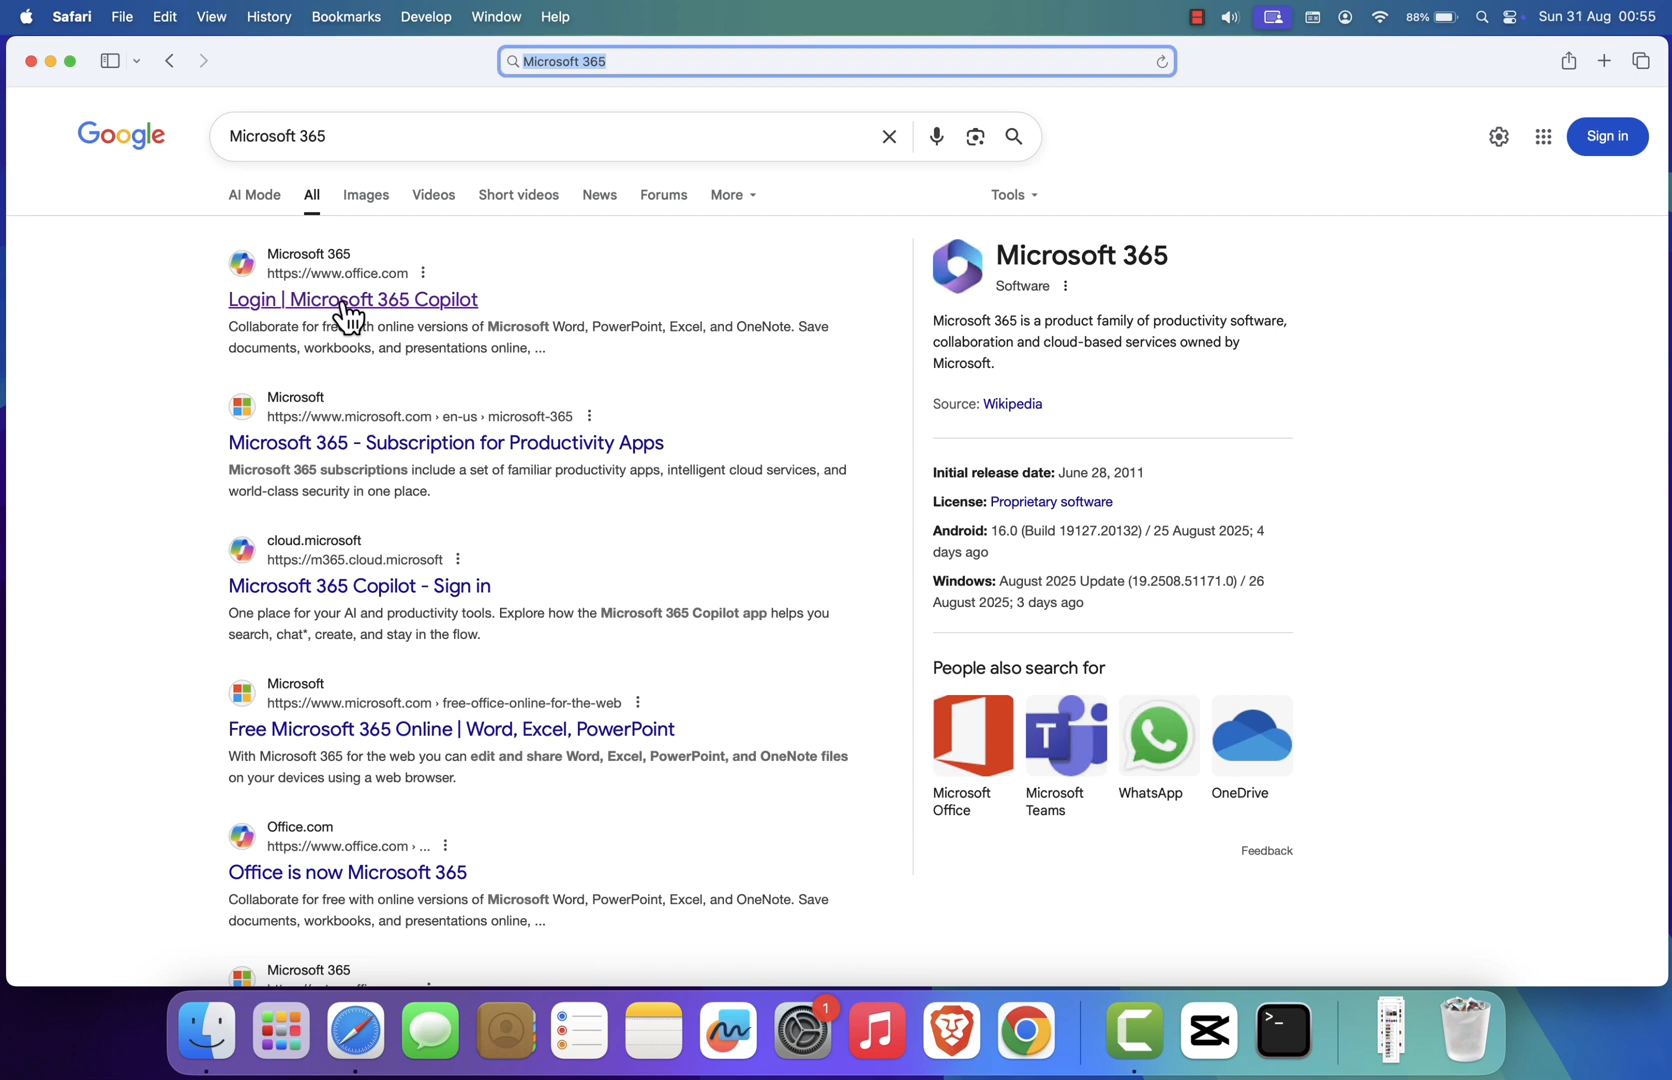 Safari File Edit View History Bookmarks Develop Window Help
88% Sun 31 Aug 00:55
Microsoft 365
Google
Microsoft 365
Sign in
AI Mode All Images Videos Short videos News Forums More Tools
Microsoft 365
https://www.office.com
Login | Microsoft 365 Copilot
Collaborate for free with online versions of Microsoft Word, PowerPoint, Excel, and OneNote. Save
documents, workbooks, and presentations online, ...
Microsoft
https://www.microsoft.com › en-us › microsoft-365
Microsoft 365 - Subscription for Productivity Apps
Microsoft 365 subscriptions include a set of familiar productivity apps, intelligent cloud services, and
world-class security in one place.
cloud.microsoft
https://m365.cloud.microsoft
Microsoft 365 Copilot - Sign in
One place for your AI and productivity tools. Explore how the Microsoft 365 Copilot app helps you
search, chat*, create, and stay in the flow.
Microsoft
https://www.microsoft.com › free-office-online-for-the-web
Free Microsoft 365 Online | Word, Excel, PowerPoint
With Microsoft 365 for the web you can edit and share Word, Excel, PowerPoint, and OneNote files
on your devices using a web browser.
Office.com
https://www.office.com › ...
Office is now Microsoft 365
Collaborate for free with online versions of Microsoft Word, PowerPoint, Excel, and OneNote. Save
documents, workbooks, and presentations online, ...
Microsoft 365
Microsoft 365
Software
Microsoft 365 is a product family of productivity software,
collaboration and cloud-based services owned by
Microsoft.
Source: Wikipedia
Initial release date: June 28, 2011
License: Proprietary software
Android: 16.0 (Build 19127.20132) / 25 August 2025; 4
days ago
Windows: August 2025 Update (19.2508.51171.0) / 26
August 2025; 3 days ago
People also search for
T
Microsoft
Office
Microsoft
Teams
WhatsApp
OneDrive
Feedback
1
>_